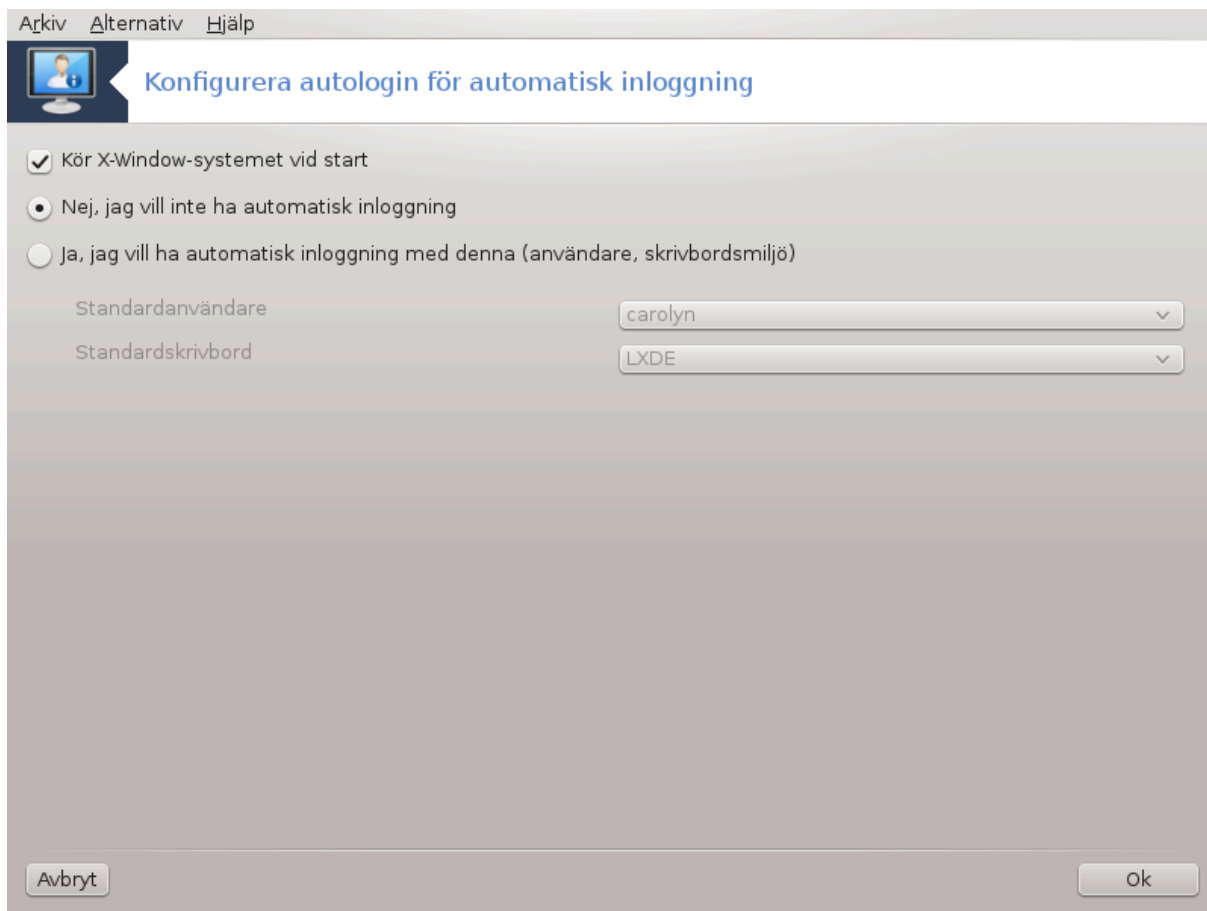 Arkiv Alternativ Hjälp
Konfigurera autologin för automatisk inloggning
Kör X-Window-systemet vid start
Nej, jag vill inte ha automatisk inloggning
Ja, jag vill ha automatisk inloggning med denna (användare, skrivbordsmiljö)
Standardanvändare carolyn
Standardskrivbord LXDE
Avbryt Ok